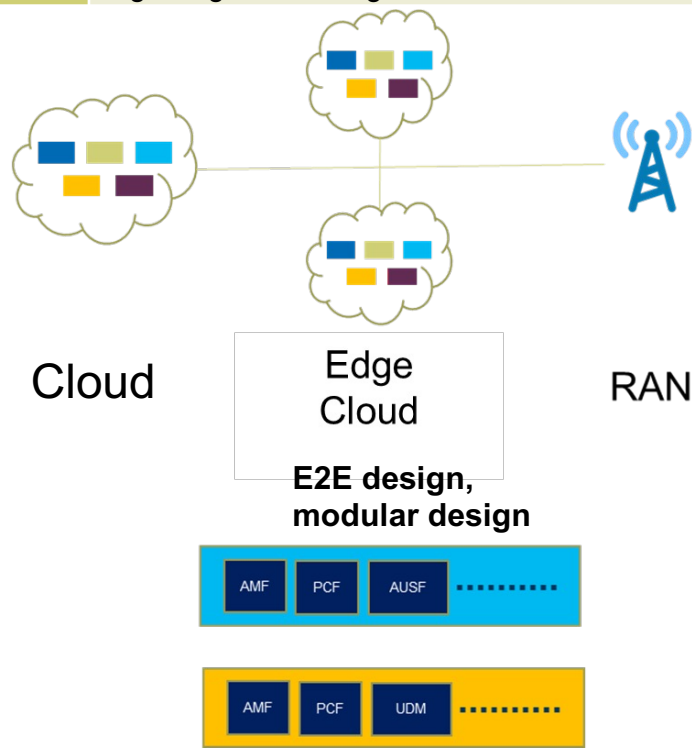 Cloud
Edge
Cloud
RAN
E2E design,
modular design
AMF PCF AUSF
AMF PCF UDM